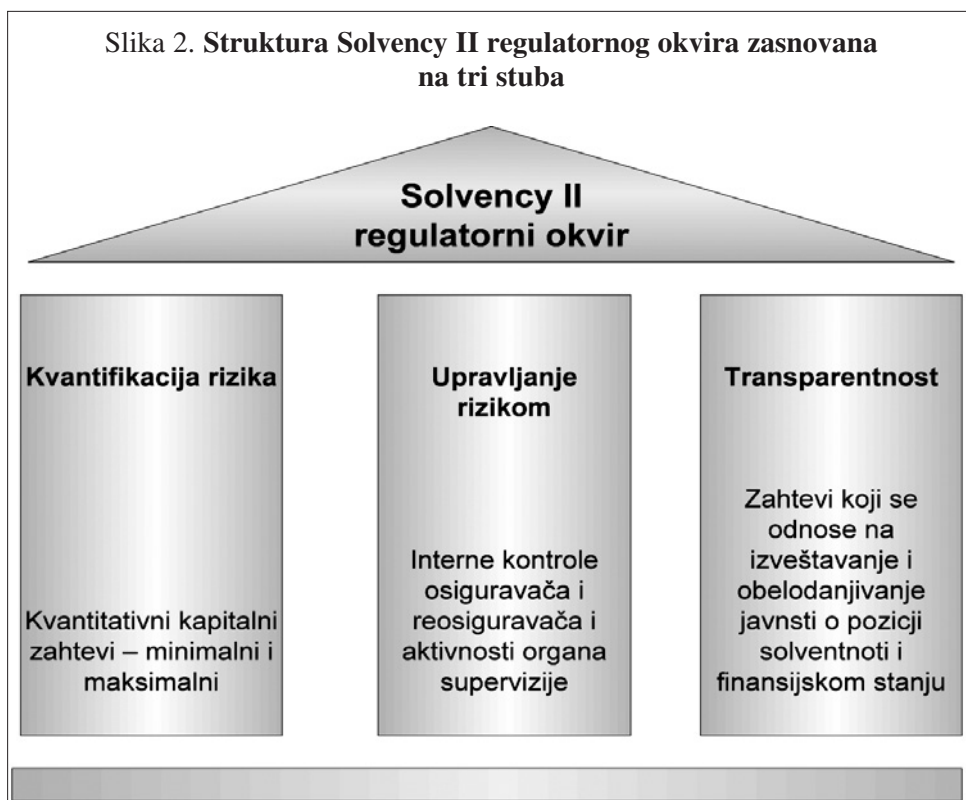 Slika 2. Struktura Solvency II regulatornog okvira zasnovana
na tri stuba
Solvency II
regulatorni okvir
Kvantifikacija rizika
Kvantitativni kapitalni
zahtevi – minimalni i
maksimalni
Upravljanje
rizikom
Interne kontrole
osiguravača i
reosiguravača i
aktivnosti organa
supervizije
Transparentnost
Zahtevi koji se
odnose na
izveštavanje i
obelodanjivanje
javnsti o pozicji
solventnoti i
finansijskom stanju